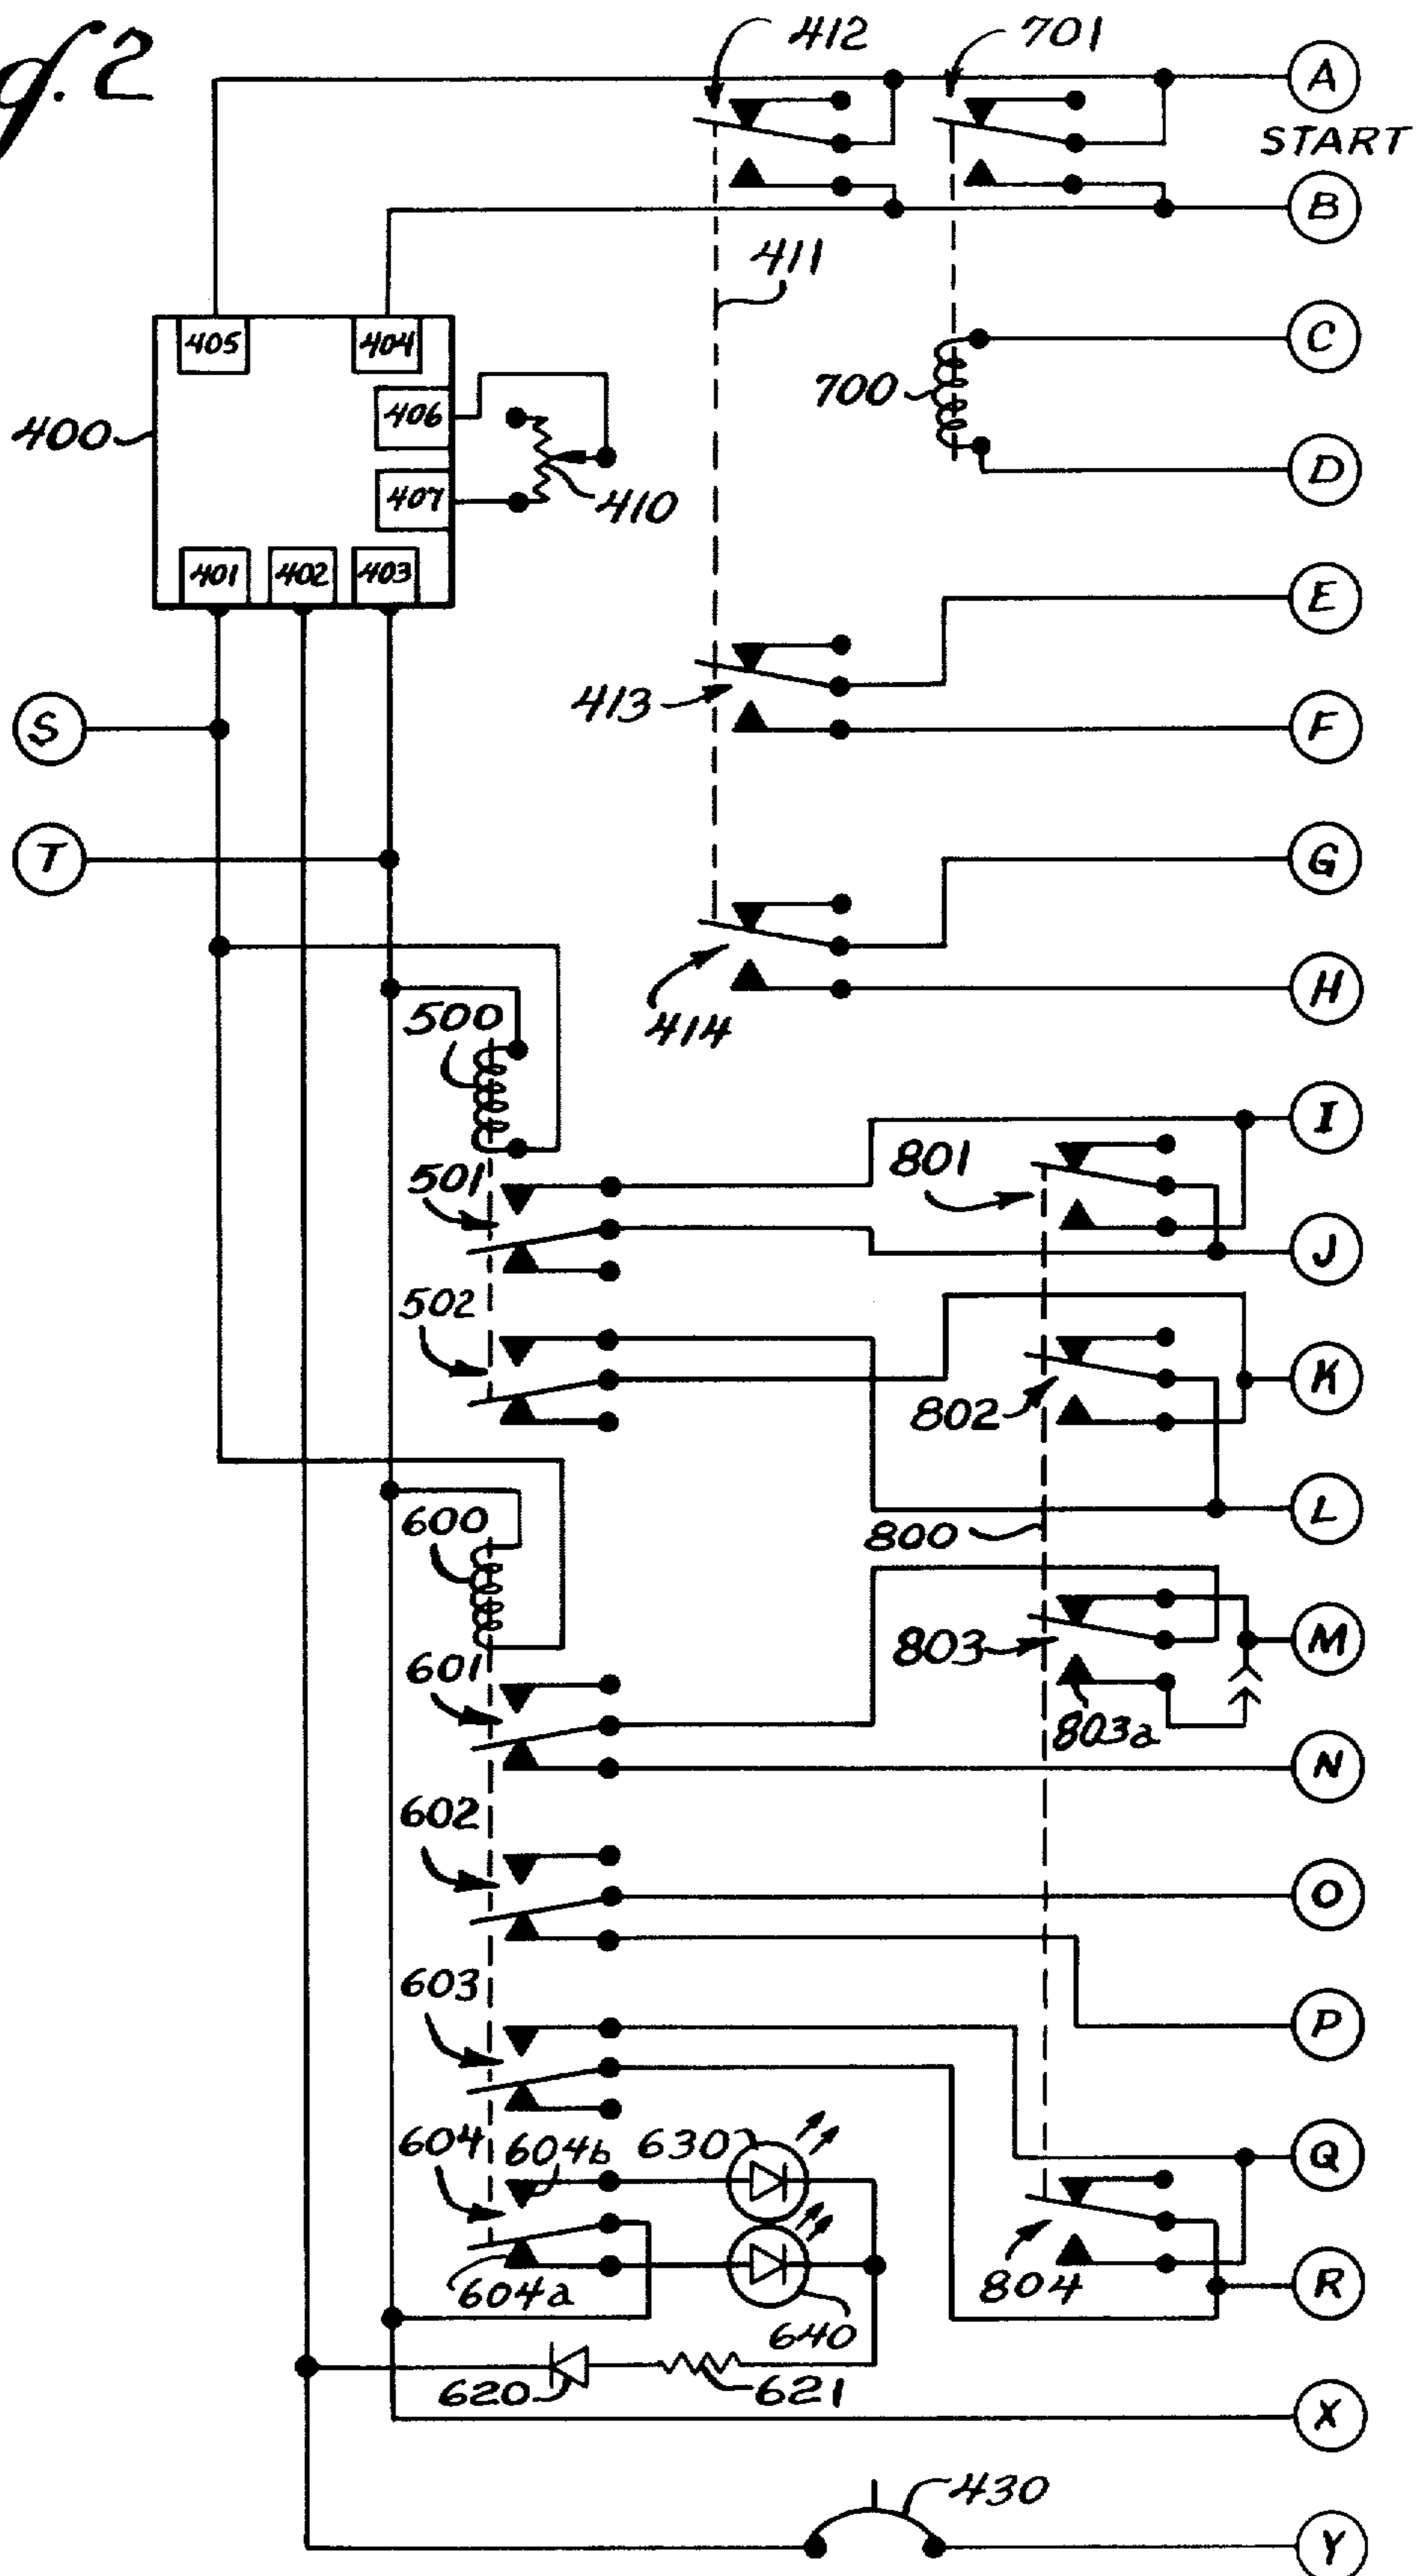 g. 2
412
701
A
START
B
411
405
404
C
700
406
400
D
407
410
401
402
403
E
413
S
F
T
G
H
414
500
I
801
501
J
502
K
802
L
600
800
M
803
601
803a
N
602
O
603
P
604
604b
630
Q
804
R
604a
640
620
621
X
430
Y